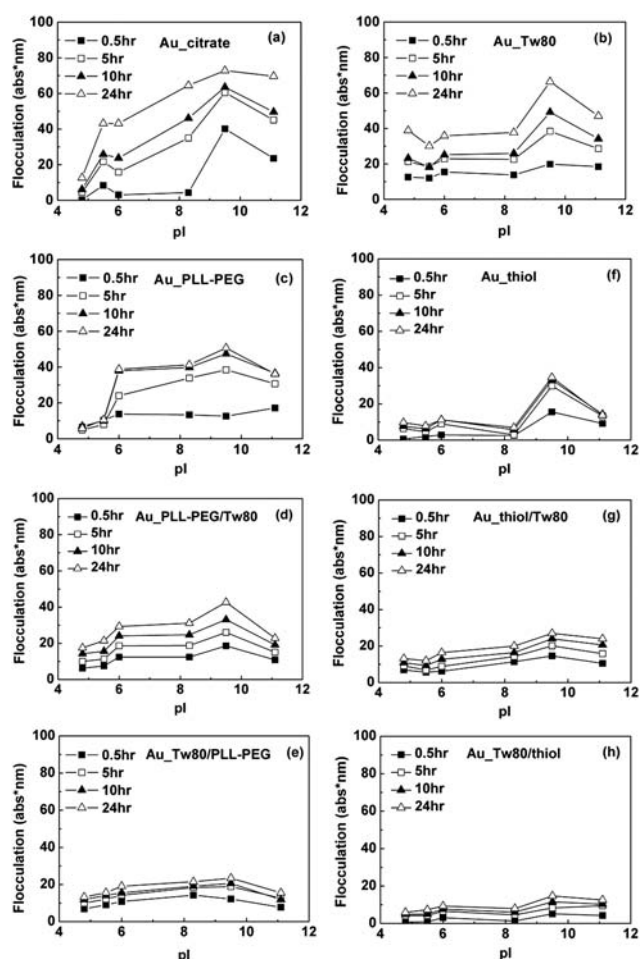 Au_citrate (a)
0.5hr
5hr
10hr
24hr
Flocculation (abs*nm)
100
80
60
40
20
0
4 6 8 10 12
pI
Au_Tw80 (b)
0.5hr
5hr
10hr
24hr
Flocculation (abs*nm)
100
80
60
40
20
0
4 6 8 10 12
pI
Au_PLL-PEG (c)
0.5hr
5hr
10hr
24hr
Flocculation (abs*nm)
100
80
60
40
20
0
4 6 8 10 12
pI
Au_thiol (f)
0.5hr
5hr
10hr
24hr
Flocculation (abs*nm)
100
80
60
40
20
0
4 6 8 10 12
pI
Au_PLL-PEG/Tw80 (d)
0.5hr
5hr
10hr
24hr
Flocculation (abs*nm)
100
80
60
40
20
0
4 6 8 10 12
pI
Au_thiol/Tw80 (g)
0.5hr
5hr
10hr
24hr
Flocculation (abs*nm)
100
80
60
40
20
0
4 6 8 10 12
pI
Au_Tw80/PLL-PEG (e)
0.5hr
5hr
10hr
24hr
Flocculation (abs*nm)
100
80
60
40
20
0
4 6 8 10 12
pI
Au_Tw80/thiol (h)
0.5hr
5hr
10hr
24hr
Flocculation (abs*nm)
100
80
60
40
20
0
4 6 8 10 12
pI